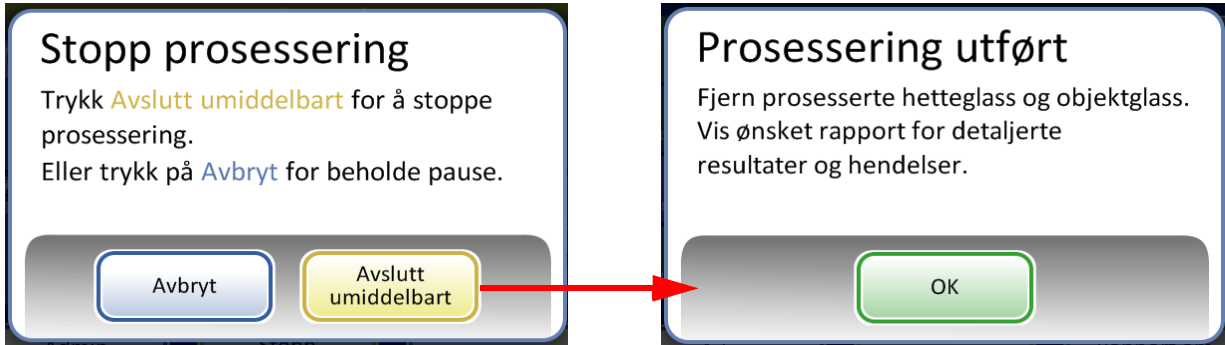 Stopp prosessering
Trykk Avslutt umiddelbart for å stoppe
prosessering.
Eller trykk på Avbryt for beholde pause.
Avbryt
Avslutt
umiddelbart
Prosessering utført
Fjern prosesserte hetteglass og objektglass.
Vis ønsket rapport for detaljerte
resultater og hendelser.
OK